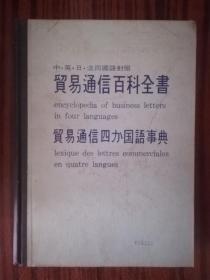 中·英·日·法四國語對照
貿易通信百科全書
encyclopedia of business letters
in four languages
貿易通信四カ国語事典
lexique des lettres commerciales
en quatre langues